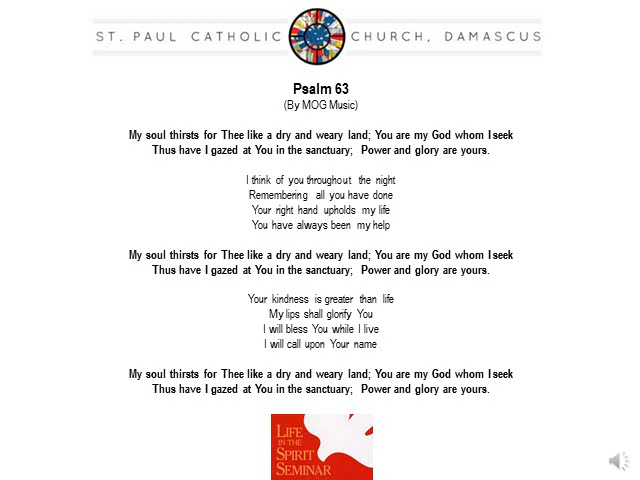 ST. PAUL CATHOLIC CHURCH, DAMASCUS
Psalm 63
(By MOG Music)
My soul thirsts for Thee like a dry and weary land; You are my God whom I seek
Thus have I gazed at You in the sanctuary; Power and glory are yours.
I think of you throughout the night
Remembering all you have done
Your right hand upholds my life
You have always been my help
My soul thirsts for Thee like a dry and weary land; You are my God whom I seek
Thus have I gazed at You in the sanctuary; Power and glory are yours.
Your kindness is greater than life
My lips shall glorify You
I will bless You while I live
I will call upon Your name
My soul thirsts for Thee like a dry and weary land; You are my God whom I seek
Thus have I gazed at You in the sanctuary; Power and glory are yours.
LIFE
IN THE
SPIRIT
SEMINAR